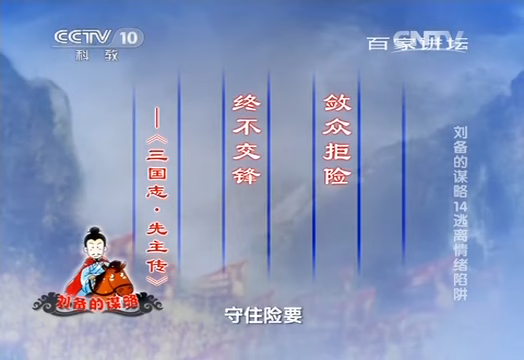 CCTV 10
科教
百家讲坛
CNTV
敛众拒险
终不交锋
—《三国志·先主传》
刘备的谋略14逃离情绪陷阱
刘备的谋略
守住险要